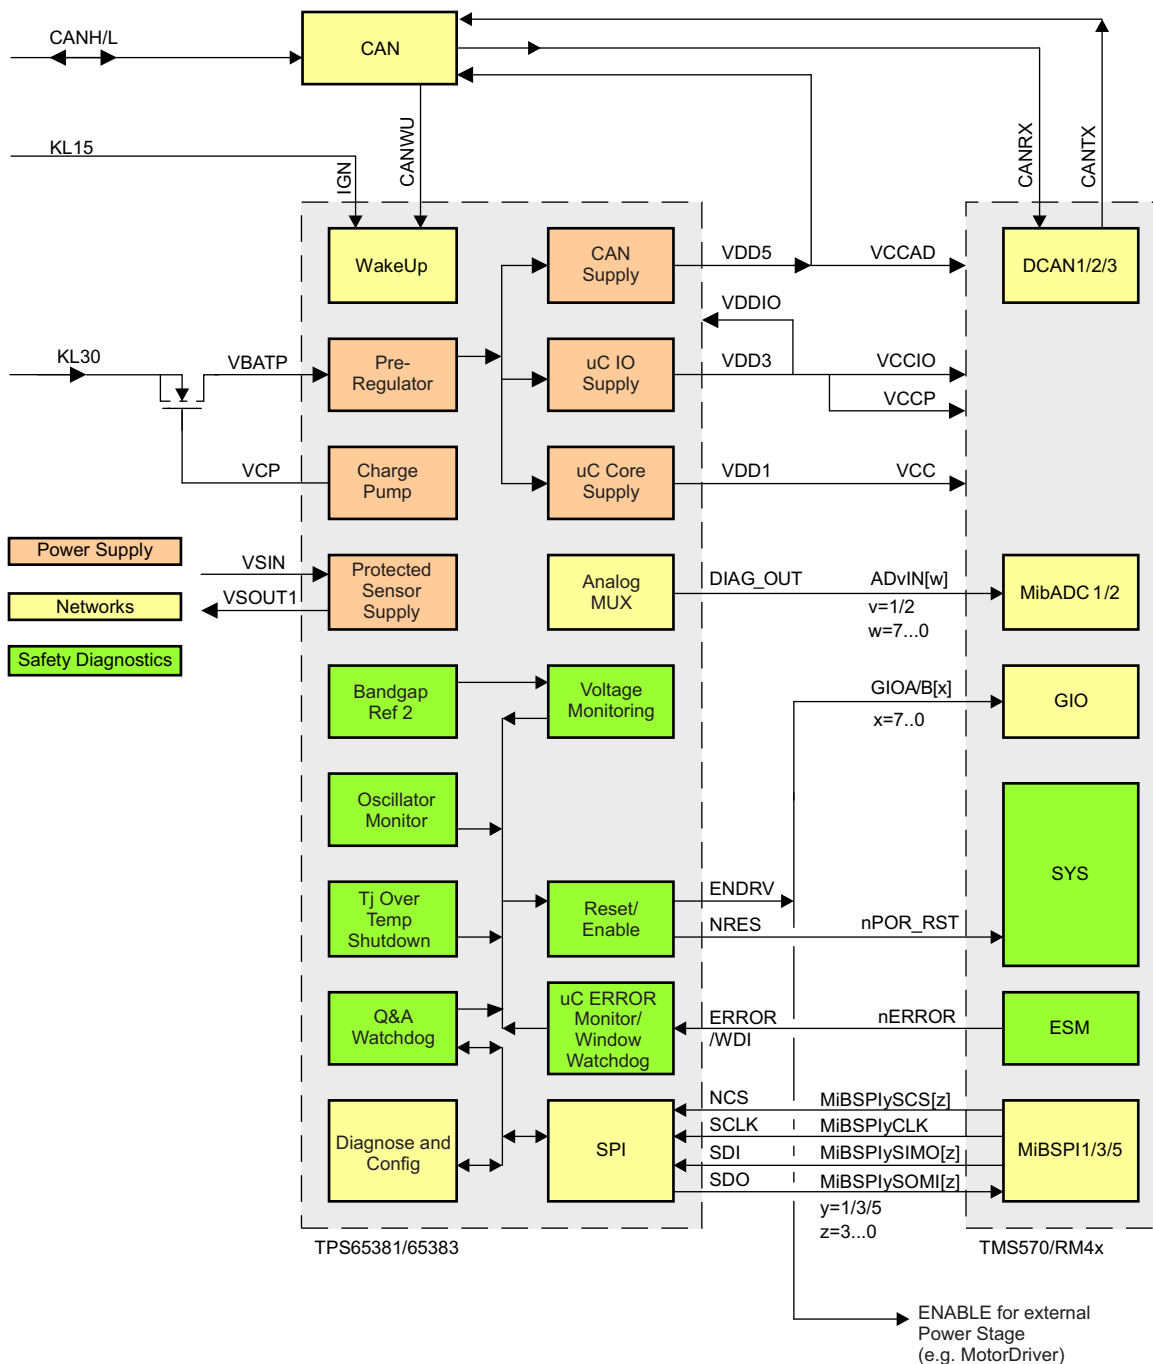 CANH/L
CAN
KL15
IGN
CANWU
CANRX
CANTX
WakeUp
CAN
Supply
VDD5
VCCAD
DCAN1/2/3
VDDIO
KL30
VBATP
Pre-
Regulator
uC IO
Supply
VDD3
VCCIO
VCCP
VCP
Charge
Pump
uC Core
Supply
VDD1
VCC
Power Supply
Networks
Safety Diagnostics
VSIN
VSOUT1
Protected
Sensor
Supply
Analog
MUX
DIAG_OUT
ADvIN[w]
v=1/2
w=7...0
MibADC 1/2
Bandgap
Ref 2
Voltage
Monitoring
GIOA/B[x]
x=7..0
GIO
Oscillator
Monitor
SYS
Tj Over
Temp
Shutdown
Reset/
Enable
ENDRV
NRES
nPOR_RST
Q&A
Watchdog
uC ERROR
Monitor/
Window
Watchdog
ERROR
/WDI
nERROR
ESM
Diagnose and
Config
SPI
NCS
MiBSPIySCS[z]
SCLK
MiBSPIyCLK
SDI
MiBSPIySIMO[z]
SDO
MiBSPIySOMI[z]
y=1/3/5
z=3...0
MiBSPI1/3/5
TPS65381/65383
TMS570/RM4x
ENABLE for external
Power Stage
(e.g. MotorDriver)